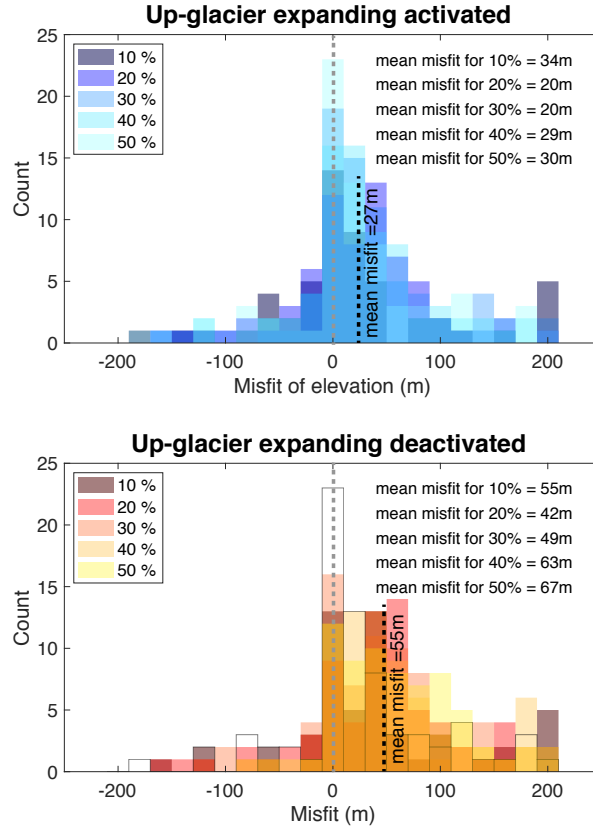 Up-glacier expanding activated
25
20
15
10
5
0
Count
10 %
20 %
30 %
40 %
50 %
mean misfit for 10% = 34m
mean misfit for 20% = 20m
mean misfit for 30% = 20m
mean misfit for 40% = 29m
mean misfit for 50% = 30m
mean misfit =27m
-200
-100
0
100
200
Misfit of elevation (m)
Up-glacier expanding deactivated
25
20
15
10
5
0
Count
10 %
20 %
30 %
40 %
50 %
mean misfit for 10% = 55m
mean misfit for 20% = 42m
mean misfit for 30% = 49m
mean misfit for 40% = 63m
mean misfit for 50% = 67m
mean misfit =55m
-200
-100
0
100
200
Misfit (m)